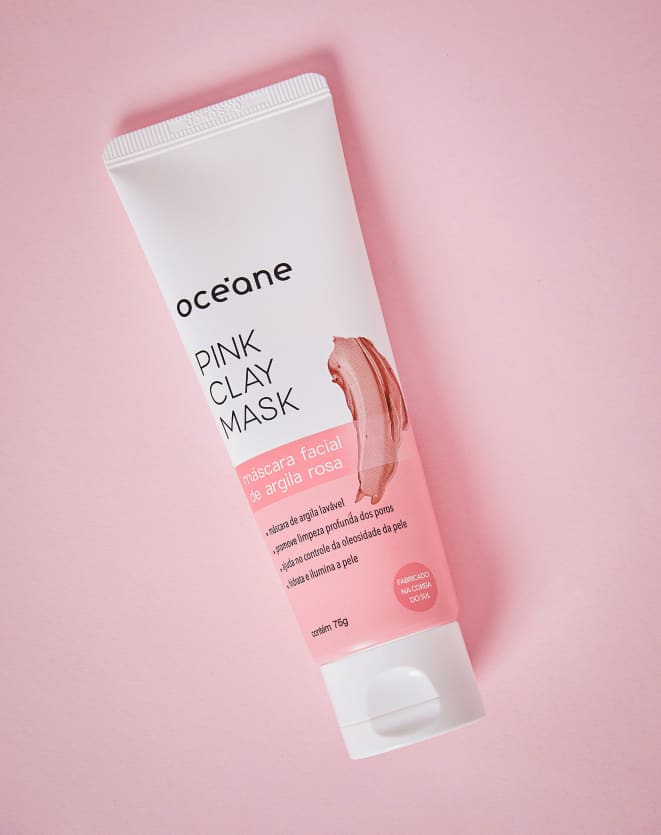 océane
PINK
CLAY
MASK
máscara facial
de argila rosa
• máscara de argila lavável
• promove limpeza profunda dos poros
• ajuda no controle da oleosidade da pele
• hidrata e ilumina a pele
FABRICADO
NA COREIA
DO SUL
contém 75g